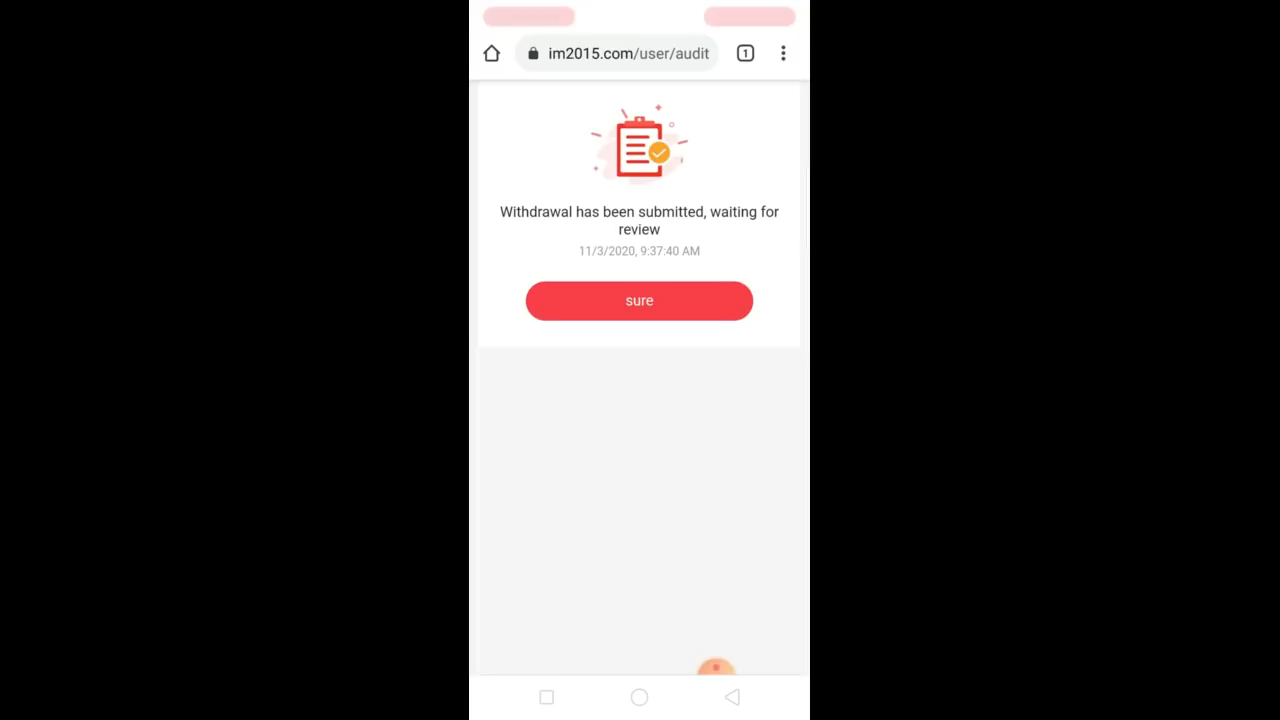 im2015.com/user/audit
1
Withdrawal has been submitted, waiting for
review
11/3/2020, 9:37:40 AM
sure